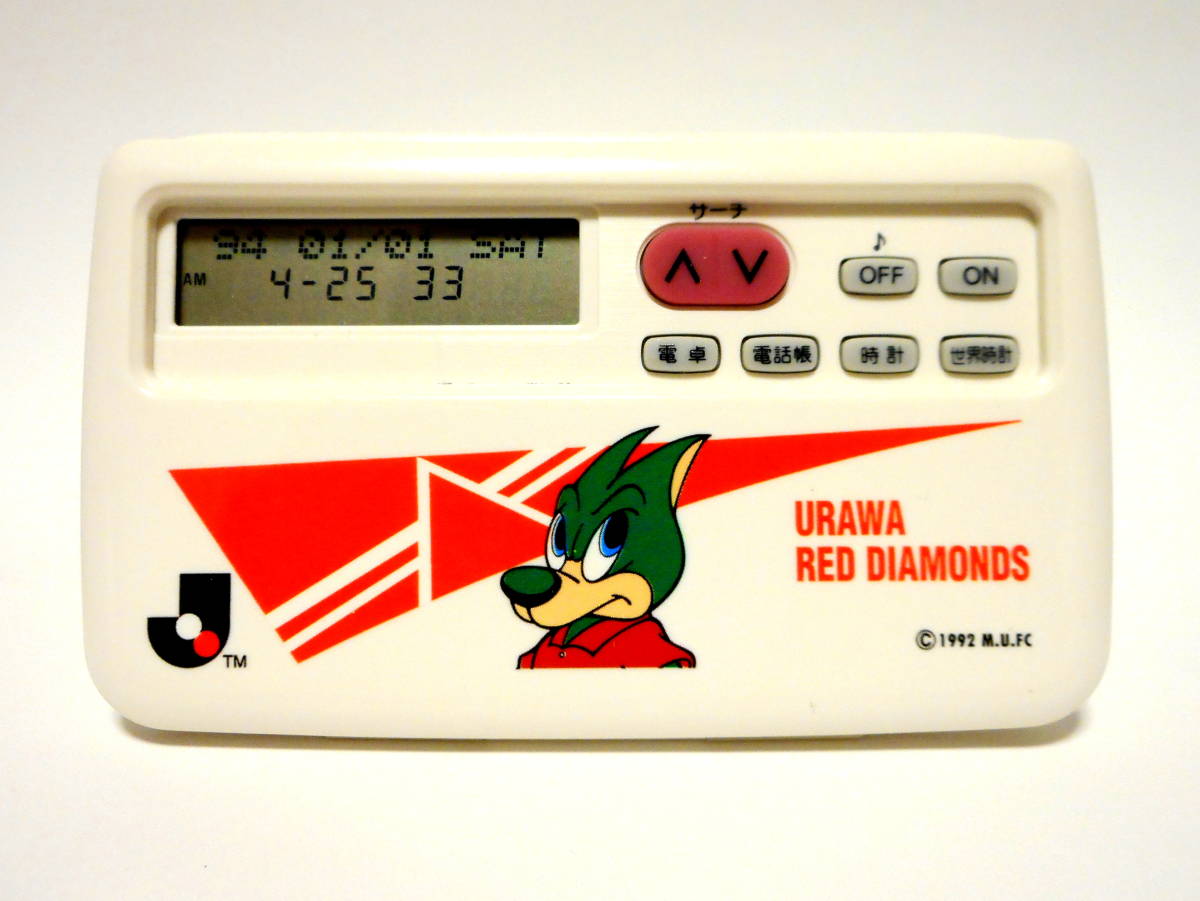 サーチ
94 01/01 SAT
AM 4-25 33
♪
OFF ON
電卓 電話帳 時計 世界時計
URAWA
RED DIAMONDS
J TM
©1992 M.U.FC